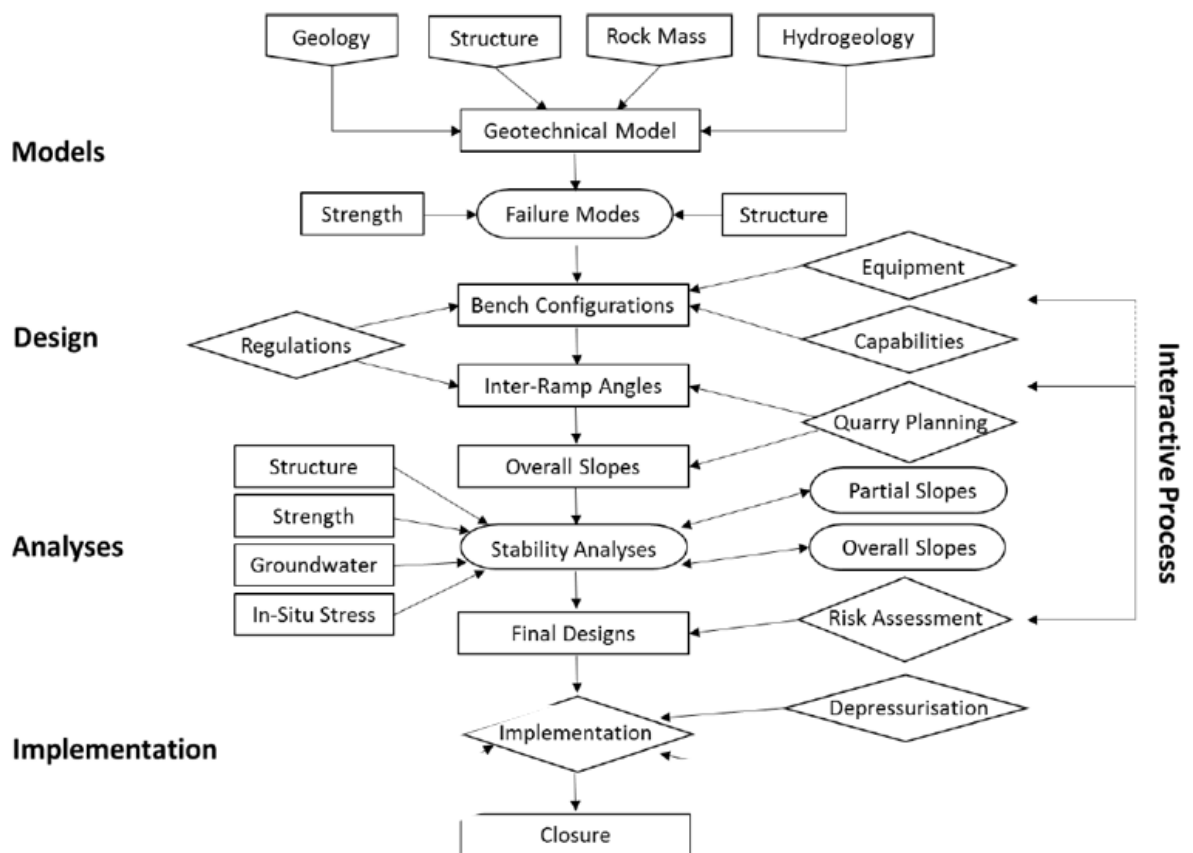 Geology
Structure
Rock Mass
Hydrogeology
Geotechnical Model
Models
Strength
Failure Modes
Structure
Equipment
Bench Configurations
Design
Regulations
Capabilities
Inter-Ramp Angles
Quarry Planning
Interactive Process
Structure
Overall Slopes
Partial Slopes
Strength
Analyses
Stability Analyses
Overall Slopes
Groundwater
In-Situ Stress
Final Designs
Risk Assessment
Depressurisation
Implementation
Implementation
Closure